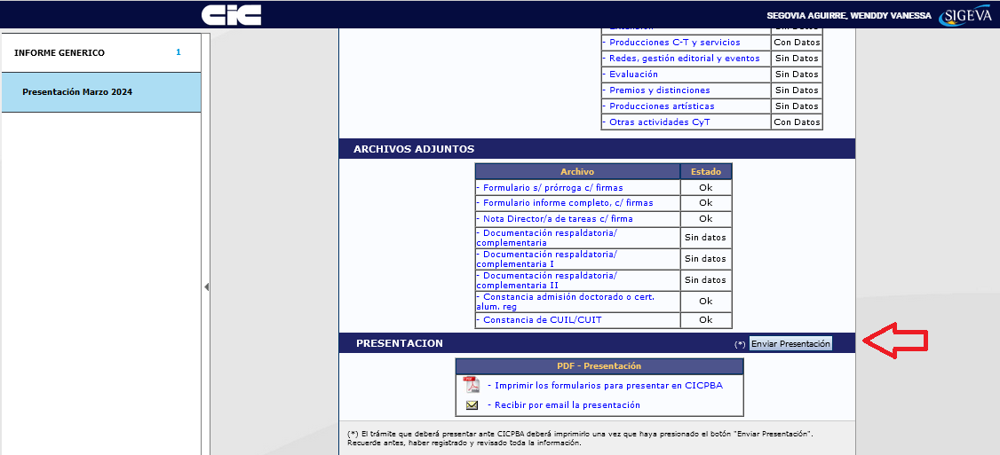 CIC
SEGOVIA AGUIRRE, WENDDY VANESSA
SIGEVA
INFORME GENERICO 1
Presentación Marzo 2024
- Extensión Sin Datos
- Producciones C-T y servicios Con Datos
- Redes, gestión editorial y eventos Sin Datos
- Evaluación Sin Datos
- Premios y distinciones Sin Datos
- Producciones artísticas Sin Datos
- Otras actividades CyT Con Datos
ARCHIVOS ADJUNTOS
Archivo Estado
- Formulario s/ prórroga c/ firmas Ok
- Formulario informe completo, c/ firmas Ok
- Nota Director/a de tareas c/ firma Ok
- Documentación respaldatoria/
complementaria Sin datos
- Documentación respaldatoria/
complementaria I Sin datos
- Documentación respaldatoria/
complementaria II Sin datos
- Constancia admisión doctorado o cert.
alum. reg Ok
- Constancia de CUIL/CUIT Ok
PRESENTACION (*) Enviar Presentación
PDF - Presentación
- Imprimir los formularios para presentar en CICPBA
- Recibir por email la presentación
(*) El trámite que deberá presentar ante CICPBA deberá imprimirlo una vez que haya presionado el botón "Enviar Presentación".
Recuerde antes, haber registrado y revisado toda la información.